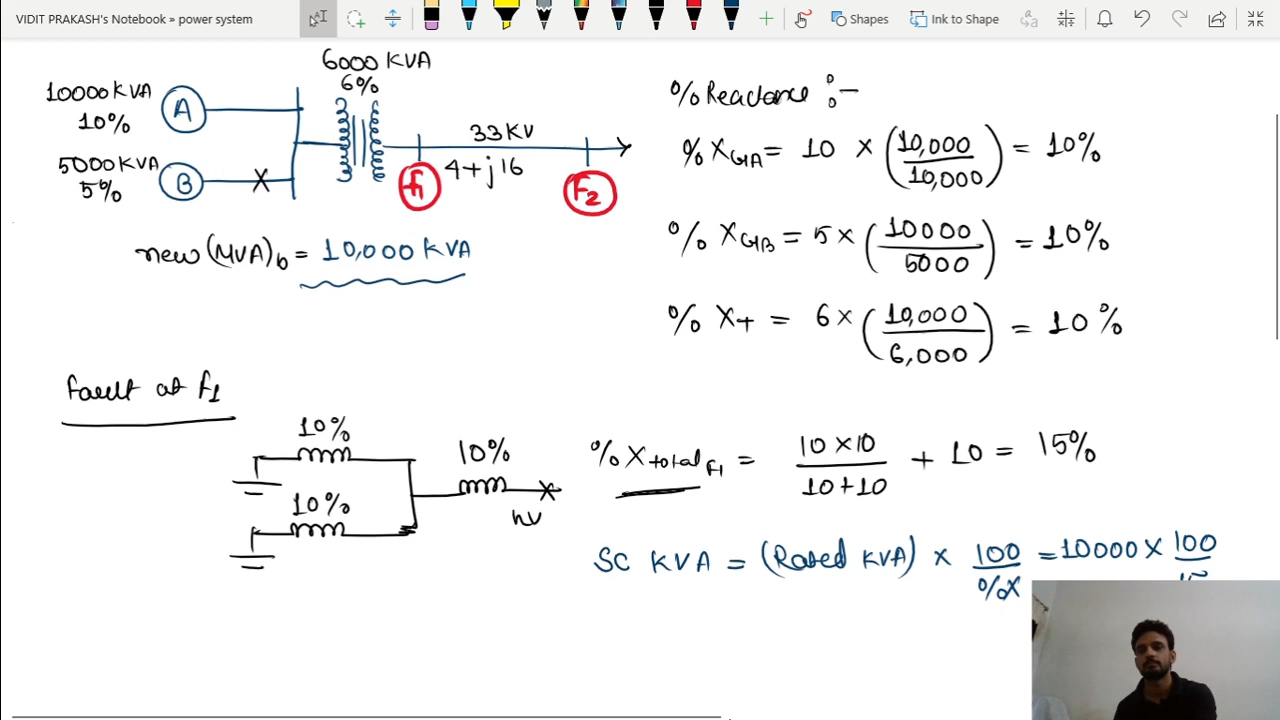 VIDIT PRAKASH's Notebook » power system
Shapes
Ink to Shape
6000 KVA
6%
10000 KVA
10%
A
5000 KVA
5%
B
33 KV
4+j16
f1
F2
new (MVA)b = 10,000 KVA
% Reactance :-
% XGA = 10 × (10,000/10,000) = 10%
% XGB = 5 × (10000/5000) = 10%
% X+ = 6 × (10,000/6,000) = 10%
fault at f1
10%
10%
10%
hv
% Xtotal F1 = 10×10/10+10 + 10 = 15%
SC KVA = (Rated KVA) × 100/%X = 10000 × 100/15